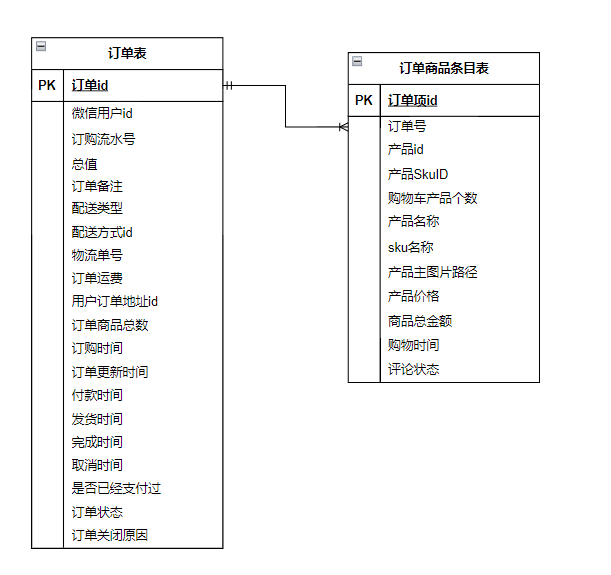 订单表
PK 订单id
微信用户id
订购流水号
总值
订单备注
配送类型
配送方式id
物流单号
订单运费
用户订单地址id
订单商品总数
订购时间
订单更新时间
付款时间
发货时间
完成时间
取消时间
是否已经支付过
订单状态
订单关闭原因
订单商品条目表
PK 订单项id
订单号
产品id
产品SkuID
购物车产品个数
产品名称
sku名称
产品主图片路径
产品价格
商品总金额
购物时间
评论状态